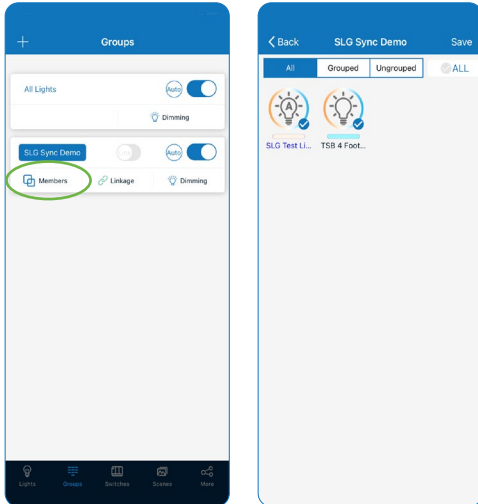 Groups
All Lights
Auto
Dimming
SLG Sync Demo
Auto
Members
Linkage
Dimming
Lights
Groups
Switches
Scenes
More
Back
SLG Sync Demo
Save
All
Grouped
Ungrouped
ALL
A
SLG Test Li...
TSB 4 Foot...